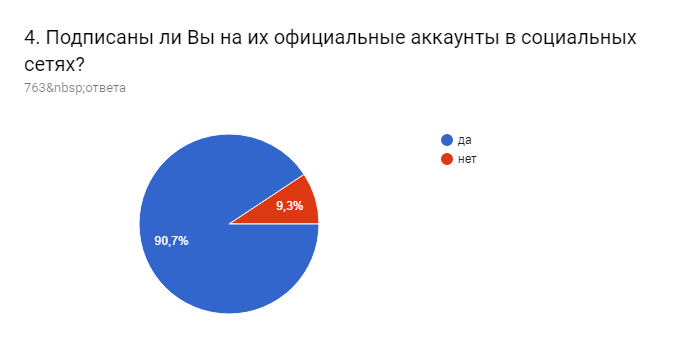 4. Подписаны ли Вы на их официальные аккаунты в социальных
сетях?
763&nbsp;ответа
да
нет
9,3%
90,7%